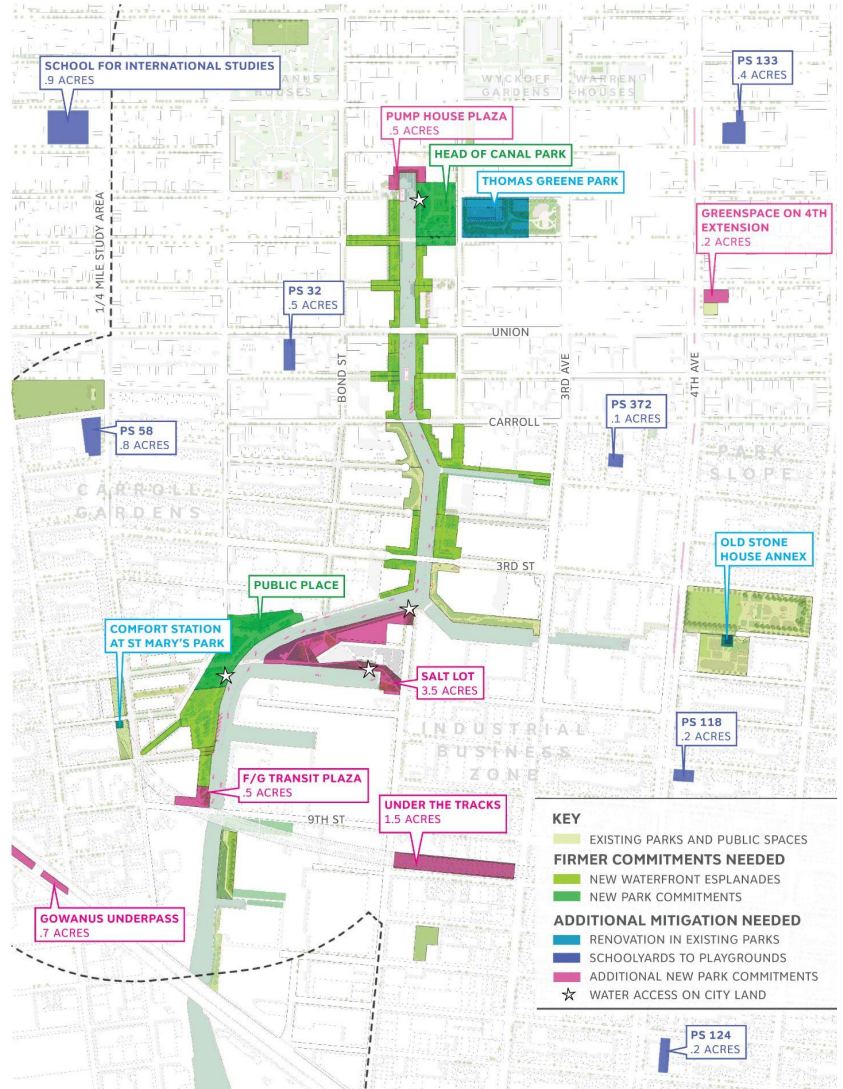 SCHOOL FOR INTERNATIONAL STUDIES
.9 ACRES
HOUSES
WYCKOFF
GARDENS
WARREN
HOUSES
PS 133
.4 ACRES
PUMP HOUSE PLAZA
.5 ACRES
HEAD OF CANAL PARK
THOMAS GREENE PARK
GREENSPACE ON 4TH
EXTENSION
.2 ACRES
1/4 MILE STUDY AREA
PS 32
.5 ACRES
UNION
BOND ST
3RD AVE
4TH AVE
CARROLL
PS 58
.8 ACRES
PS 372
.1 ACRES
PARK
SLOPE
CARROLL
GARDENS
3RD ST
OLD STONE
HOUSE ANNEX
PUBLIC PLACE
COMFORT STATION
AT ST MARY'S PARK
SALT LOT
3.5 ACRES
INDUSTRIAL
BUSINESS
ZONE
PS 118
.2 ACRES
F/G TRANSIT PLAZA
.5 ACRES
9TH ST
UNDER THE TRACKS
1.5 ACRES
GOWANUS UNDERPASS
.7 ACRES
KEY
EXISTING PARKS AND PUBLIC SPACES
FIRMER COMMITMENTS NEEDED
NEW WATERFRONT ESPLANADES
NEW PARK COMMITMENTS
ADDITIONAL MITIGATION NEEDED
RENOVATION IN EXISTING PARKS
SCHOOLYARDS TO PLAYGROUNDS
ADDITIONAL NEW PARK COMMITMENTS
WATER ACCESS ON CITY LAND
PS 124
.2 ACRES